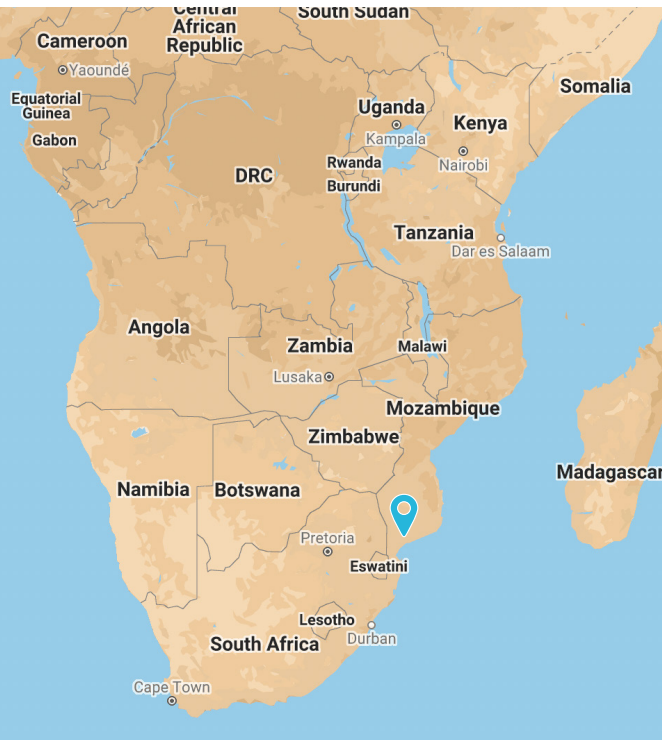 Central
African
Republic
South Sudan
Cameroon
Yaoundé
Equatorial
Guinea
Gabon
Somalia
Uganda
Kampala
Kenya
Nairobi
Rwanda
Burundi
DRC
Tanzania
Dar es Salaam
Angola
Zambia
Malawi
Lusaka
Mozambique
Zimbabwe
Madagascar
Namibia
Botswana
Pretoria
Eswatini
Lesotho
Durban
South Africa
Cape Town